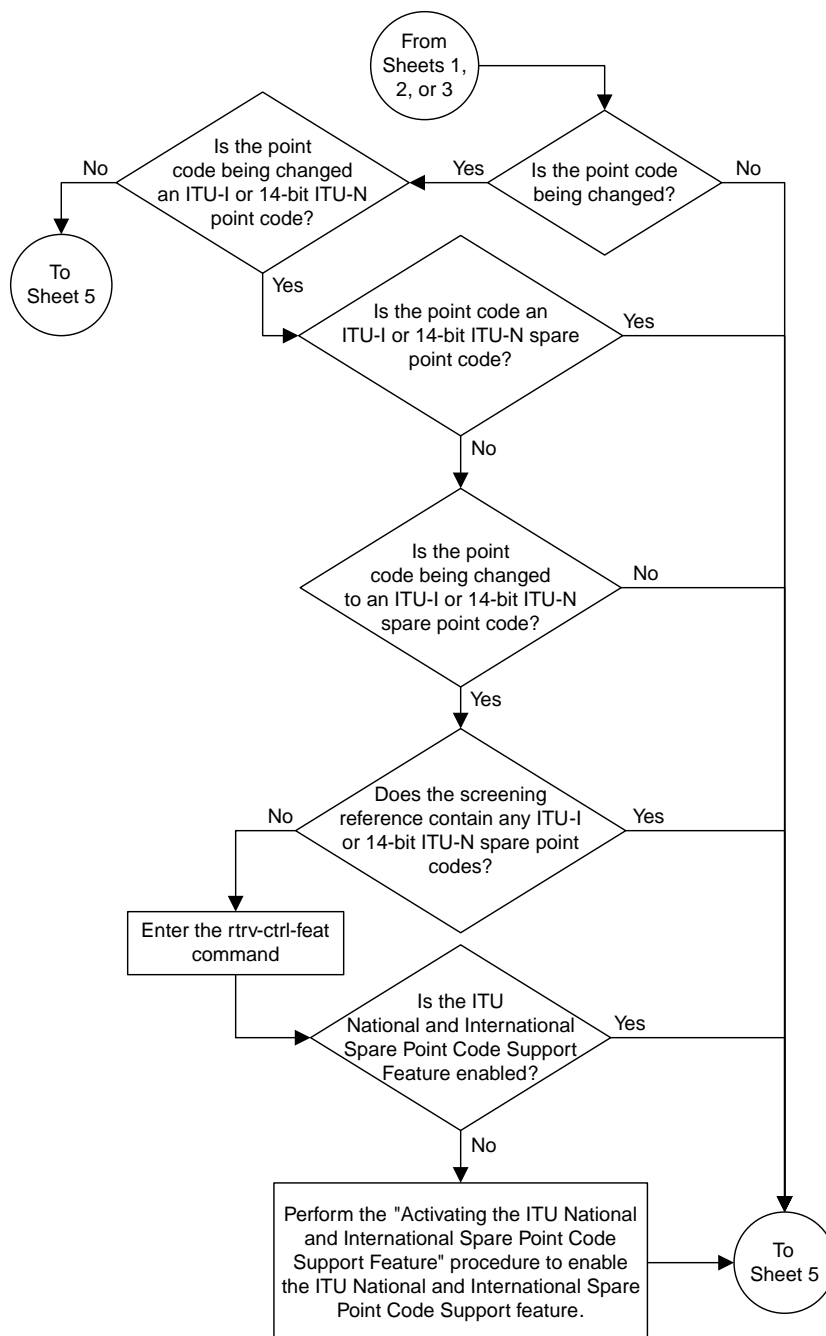 From
Sheets 1,
2, or 3
Is the point code
being changed?
Yes
No
Is the point
code being changed
an ITU-I or 14-bit ITU-N
point code?
No
Yes
To
Sheet 5
Is the point code an
ITU-I or 14-bit ITU-N spare
point code?
Yes
No
Is the point
code being changed
to an ITU-I or 14-bit ITU-N
spare point code?
No
Yes
Does the screening
reference contain any ITU-I
or 14-bit ITU-N spare point
codes?
No
Yes
Enter the rtrv-ctrl-feat
command
Is the ITU
National and International
Spare Point Code Support
Feature enabled?
Yes
No
Perform the "Activating the ITU National
and International Spare Point Code
Support Feature" procedure to enable
the ITU National and International Spare
Point Code Support feature.
To
Sheet 5